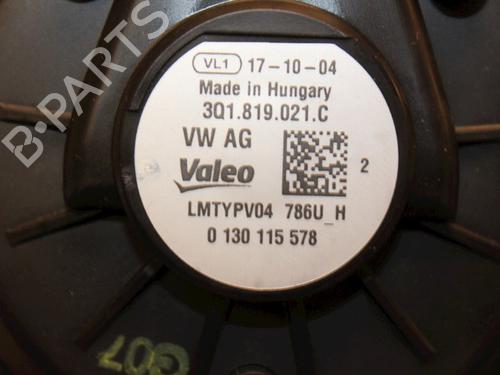 VL1 17-10-04
Made in Hungary
3Q1.819.021.C
VW AG
Valeo
2
LMTYPV04 786U_H
0 130 115 578
G07
B-PARTS